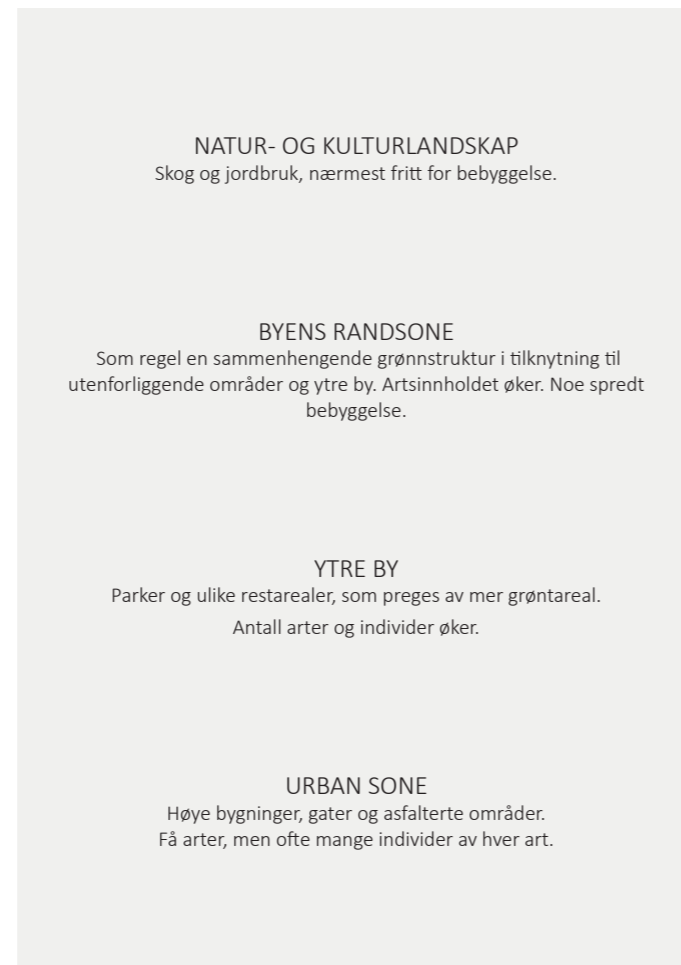 NATUR- OG KULTURLANDSKAP
Skog og jordbruk, nærmest fritt for bebyggelse.
BYENS RANDSONE
Som regel en sammenhengende grønnstruktur i tilknytning til
utenforliggende områder og ytre by. Artsinnholdet øker. Noe spredt
bebyggelse.
YTRE BY
Parker og ulike restarealer, som preges av mer grøntareal.
Antall arter og individer øker.
URBAN SONE
Høye bygninger, gater og asfalterte områder.
Få arter, men ofte mange individer av hver art.